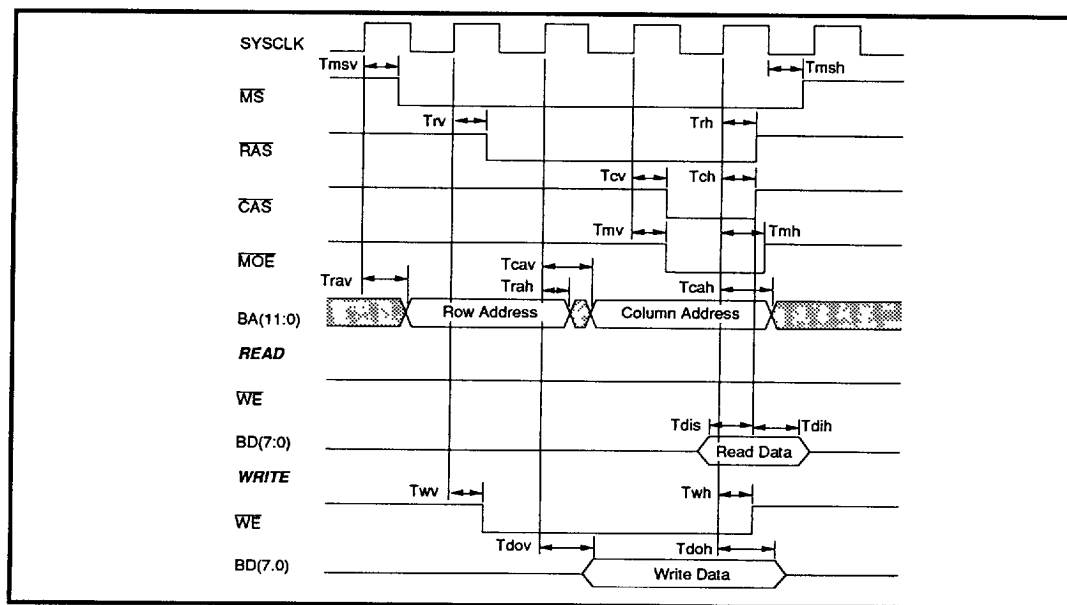 SYSCLK
Tmsv Tmsh
MS
Trv Trh
RAS
Tcv Tch
CAS
Tmv Tmh
MOE
Trav Tcav
Trah Tcah
BA(11:0) Row Address Column Address
READ
WE
Tdis Tdih
BD(7:0) Read Data
WRITE
Twv Twh
WE
Tdov Tdoh
BD(7.0) Write Data